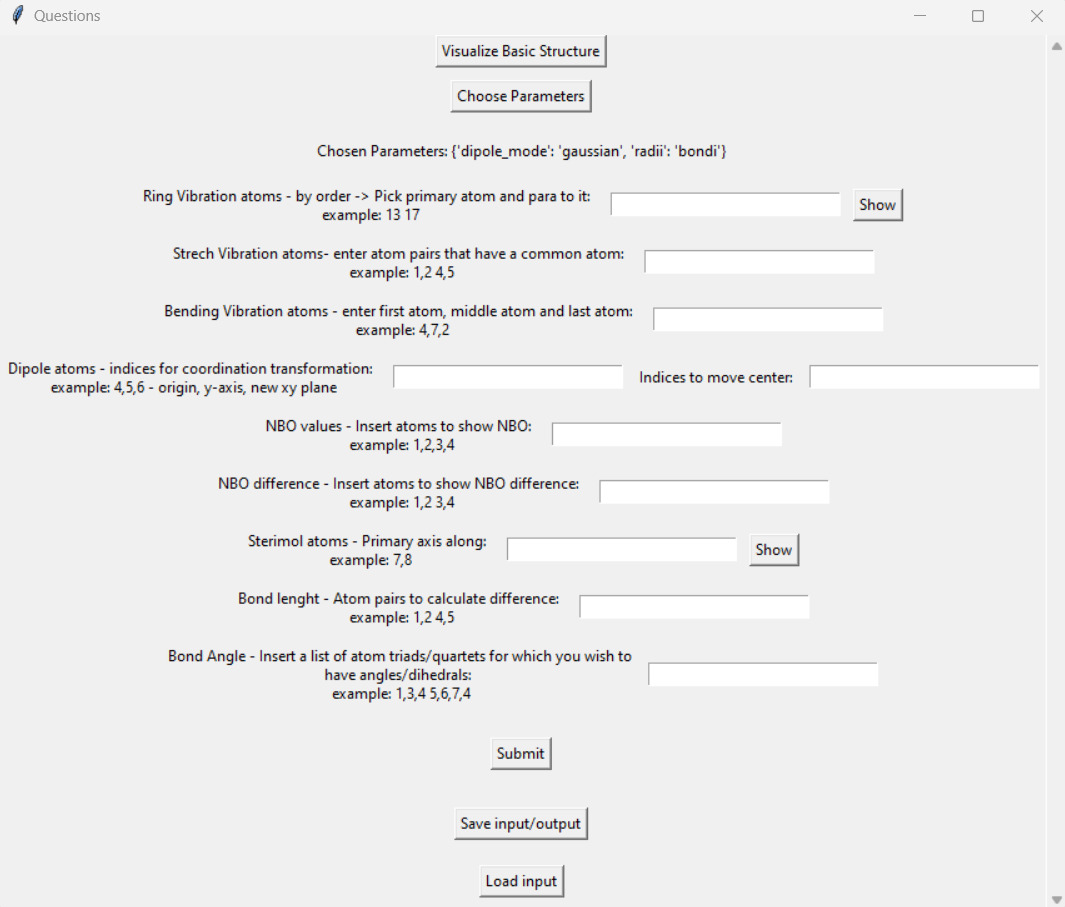 Questions
Visualize Basic Structure
Choose Parameters
Chosen Parameters: {'dipole_mode': 'gaussian', 'radii': 'bondi'}
Ring Vibration atoms - by order -> Pick primary atom and para to it:
example: 13 17
Show
Strech Vibration atoms- enter atom pairs that have a common atom:
example: 1,2 4,5
Bending Vibration atoms - enter first atom, middle atom and last atom:
example: 4,7,2
Dipole atoms - indices for coordination transformation:
example: 4,5,6 - origin, y-axis, new xy plane
Indices to move center:
NBO values - Insert atoms to show NBO:
example: 1,2,3,4
NBO difference - Insert atoms to show NBO difference:
example: 1,2 3,4
Sterimol atoms - Primary axis along:
example: 7,8
Show
Bond lenght - Atom pairs to calculate difference:
example: 1,2 4,5
Bond Angle - Insert a list of atom triads/quartets for which you wish to
have angles/dihedrals:
example: 1,3,4 5,6,7,4
Submit
Save input/output
Load input